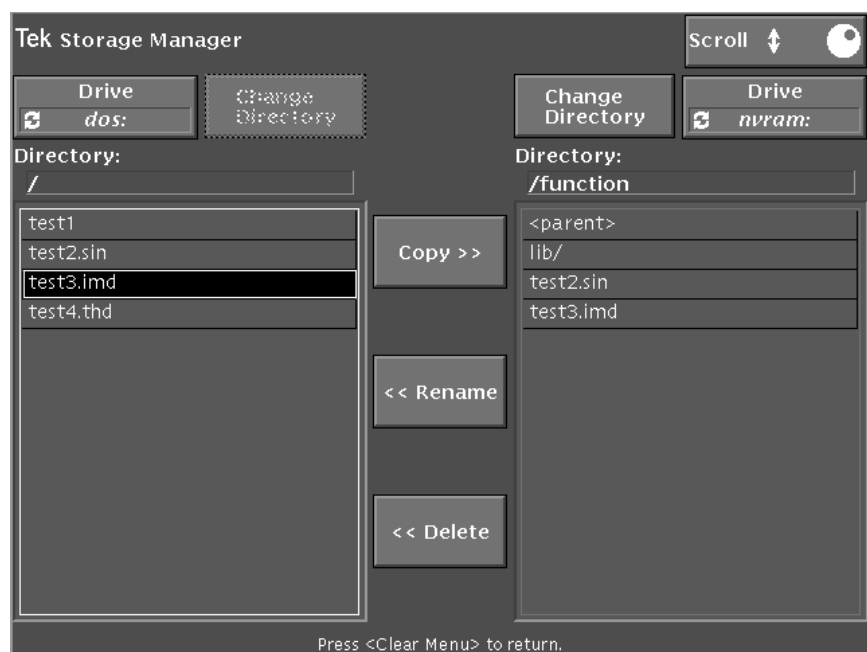 Tek Storage Manager
Scroll
Drive
dos:
Change
Directory
Change
Directory
Drive
nvram:
Directory:
/
Directory:
/function
test1
test2.sin
test3.imd
test4.thd
Copy >>
<< Rename
<< Delete
<parent>
lib/
test2.sin
test3.imd
Press <Clear Menu> to return.